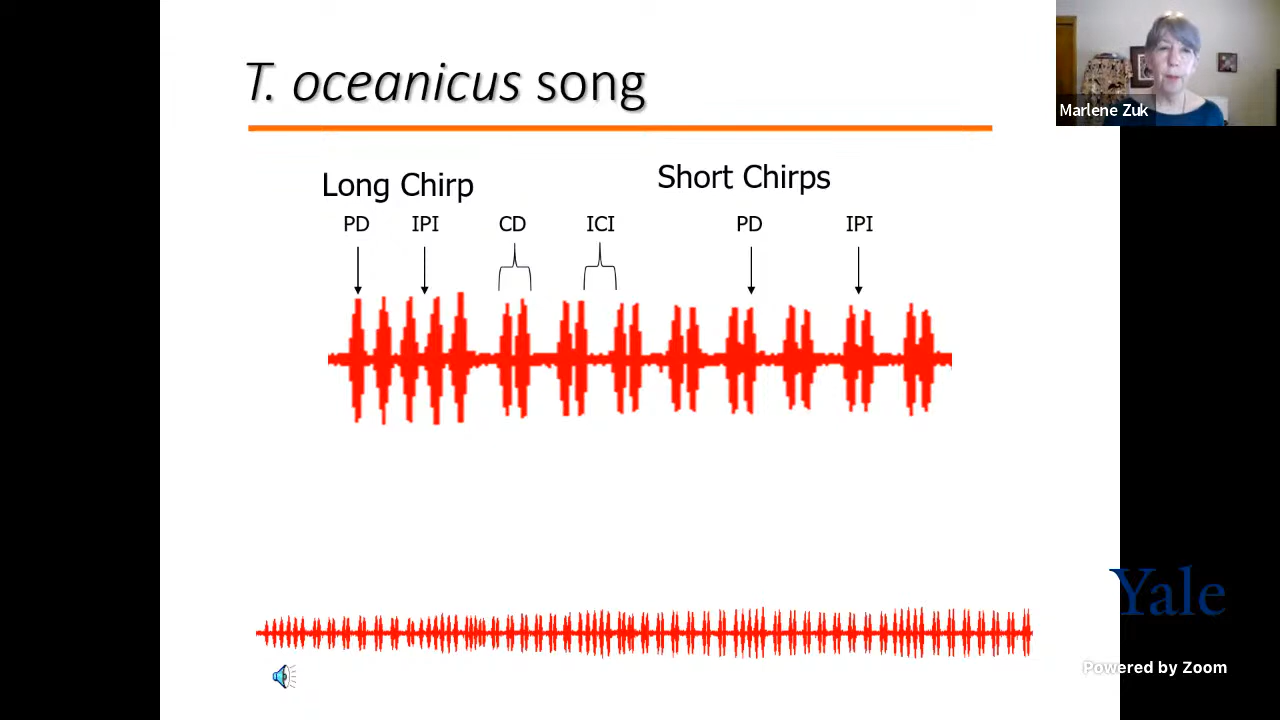 T. oceanicus song
Marlene Zuk
Long Chirp
Short Chirps
PD IPI CD ICI PD IPI
Yale
Powered by Zoom